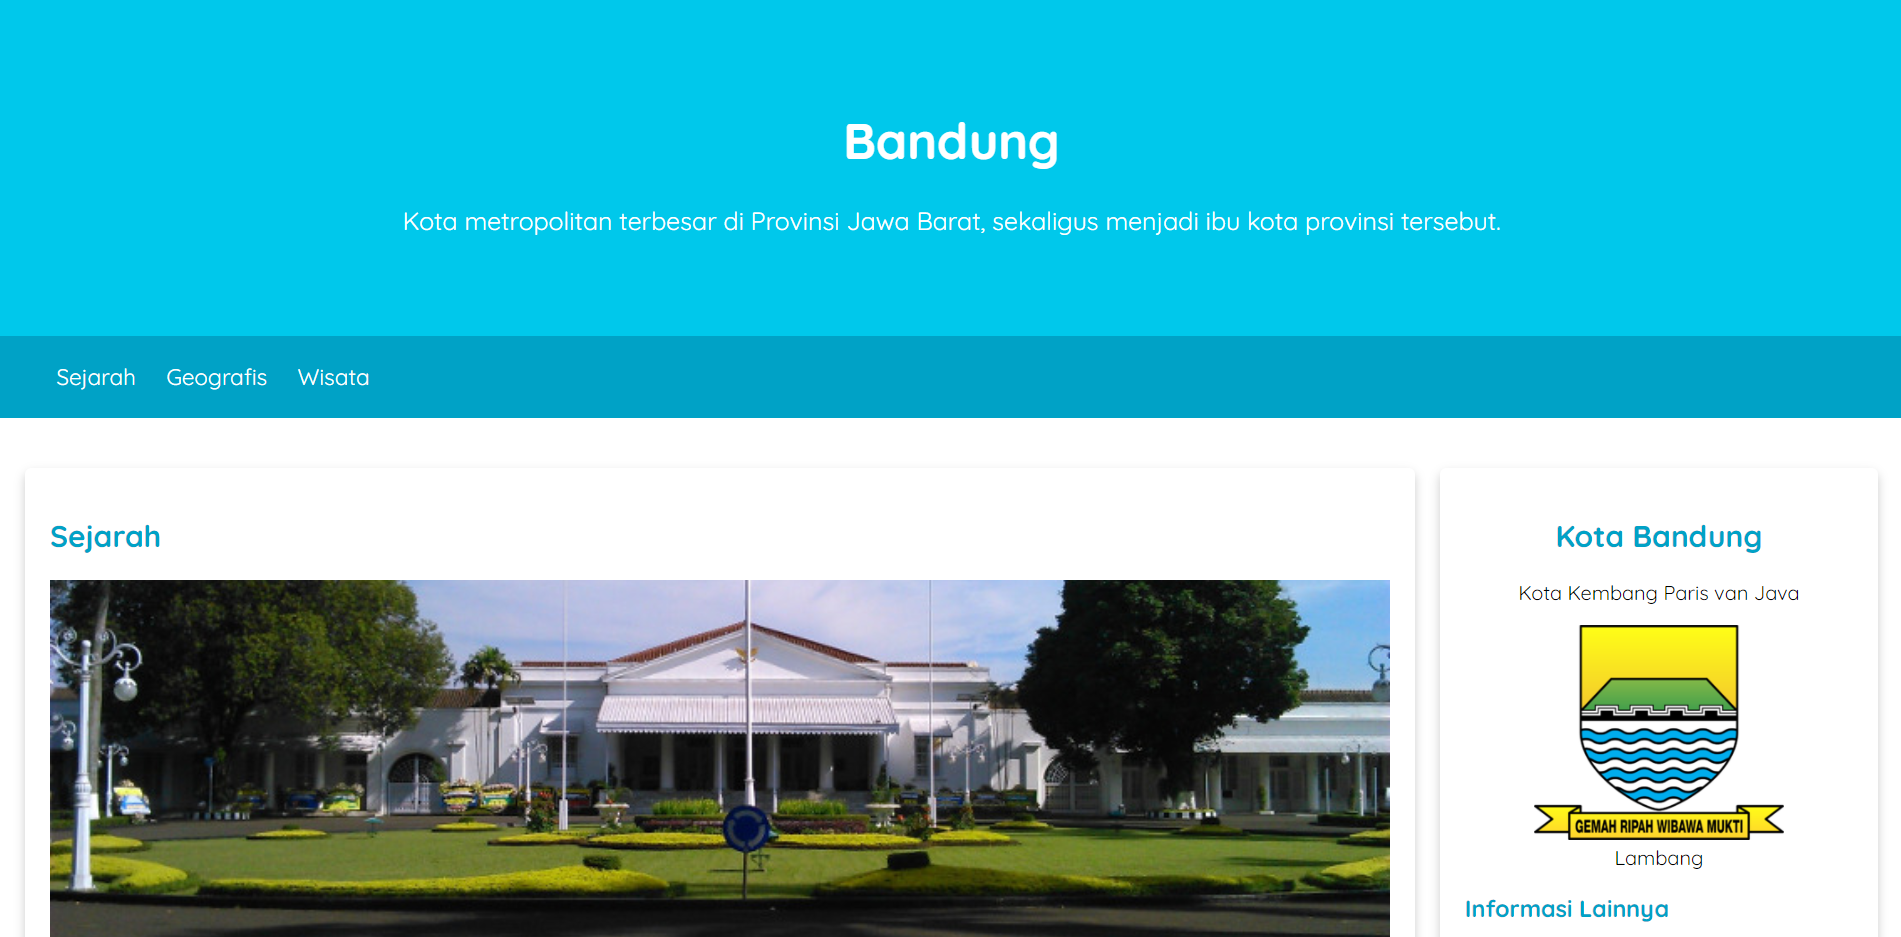 Bandung
Kota metropolitan terbesar di Provinsi Jawa Barat, sekaligus menjadi ibu kota provinsi tersebut.
Sejarah
Geografis
Wisata
Sejarah
Kota Bandung
Kota Kembang Paris van Java
GEMAH RIPAH WIBAWA MUKTI
Lambang
Informasi Lainnya